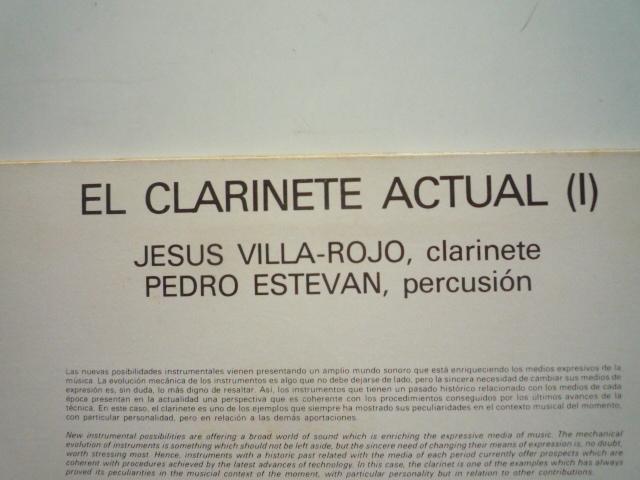 EL CLARINETE ACTUAL (I)
JESUS VILLA-ROJO, clarinete
PEDRO ESTEVAN, percusión
Las nuevas posibilidades instrumentales vienen presentando un amplio mundo sonoro que está enriqueciendo los medios expresivos de la
música. La evolución mecánica de los instrumentos es algo que no debe dejarse de lado, pero la sincera necesidad de cambiar sus medios de
expresión es, sin duda, lo más digno de resaltar. Así, los instrumentos que tienen un pasado histórico relacionado con los medios de cada
época presentan en la actualidad una perspectiva que es coherente con los procedimientos conseguidos por los últimos avances de la
técnica. En este caso, el clarinete es uno de los ejemplos que siempre ha mostrado sus peculiaridades en el contexto musical del momento,
con particular personalidad, pero en relación a las demás aportaciones.
New instrumental possibilities are offering a broad world of sound which is enriching the expressive media of music. The mechanical
evolution of instruments is something which should not be left aside, but the sincere need of changing their means of expression is, no doubt,
worth stressing most. Hence, instruments with a historic past related with the media of each period currently offer prospects which are
coherent with procedures achieved by the latest advances of technology. In this case, the clarinet is one of the examples which has always
proved its peculiarities in the musicial context of the moment, with particular personality but in relation to other contributions.